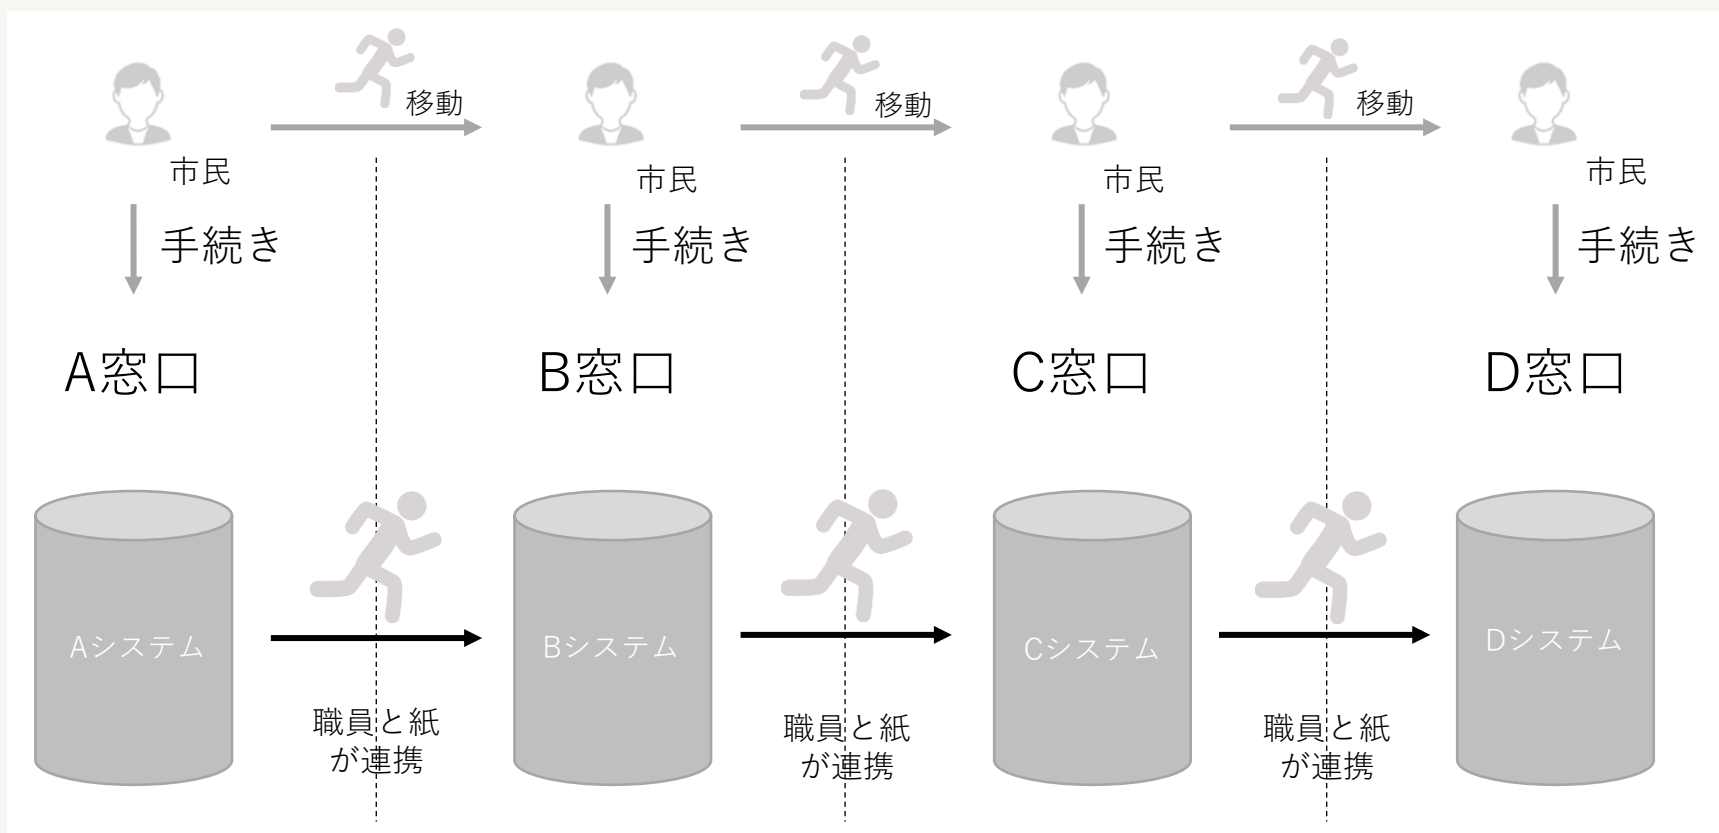 移動
移動
移動
市民
市民
市民
市民
手続き
手続き
手続き
手続き
A窓口
B窓口
C窓口
D窓口
Aシステム
Bシステム
Cシステム
Dシステム
職員と紙
が連携
職員と紙
が連携
職員と紙
が連携